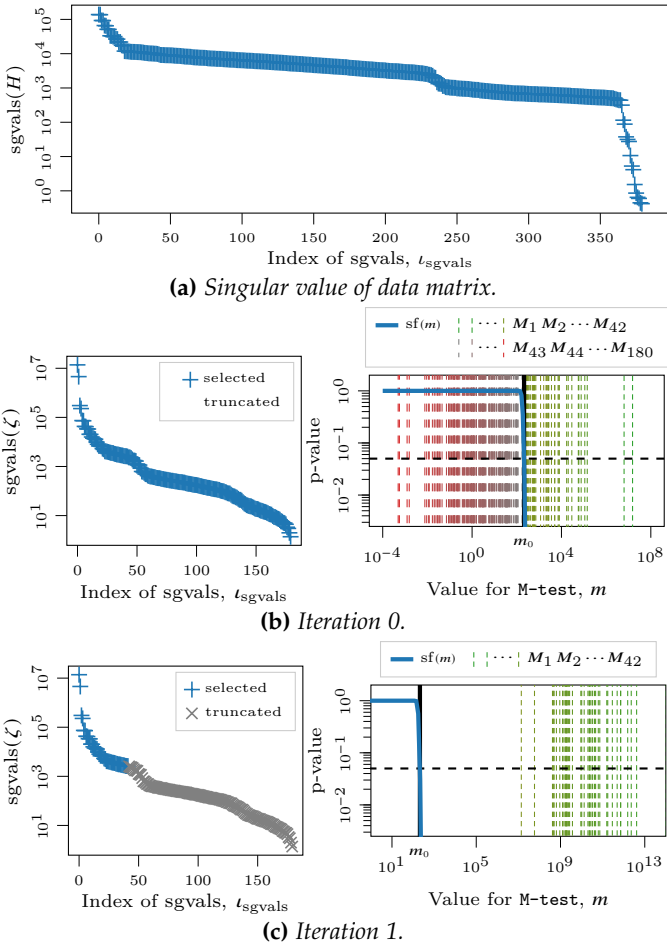 sgvals(H)
10^5
10^4
10^3
10^2
10^1
10^0
0 50 100 150 200 250 300 350
Index of sgvals, ι_sgvals
(a) Singular value of data matrix.
sgvals(ζ)
10^7
10^5
10^3
10^1
selected
truncated
0 50 100 150
Index of sgvals, ι_sgvals
sf(m) ··· M_1 M_2 ··· M_42
··· M_43 M_44 ··· M_180
p-value
10^0
10^-1
10^-2
m_0
10^-4 10^0 10^4 10^8
Value for M-test, m
(b) Iteration 0.
sgvals(ζ)
10^7
10^5
10^3
10^1
selected
truncated
0 50 100 150
Index of sgvals, ι_sgvals
sf(m) ··· M_1 M_2 ··· M_42
p-value
10^0
10^-1
10^-2
m_0
10^1 10^5 10^9 10^13
Value for M-test, m
(c) Iteration 1.